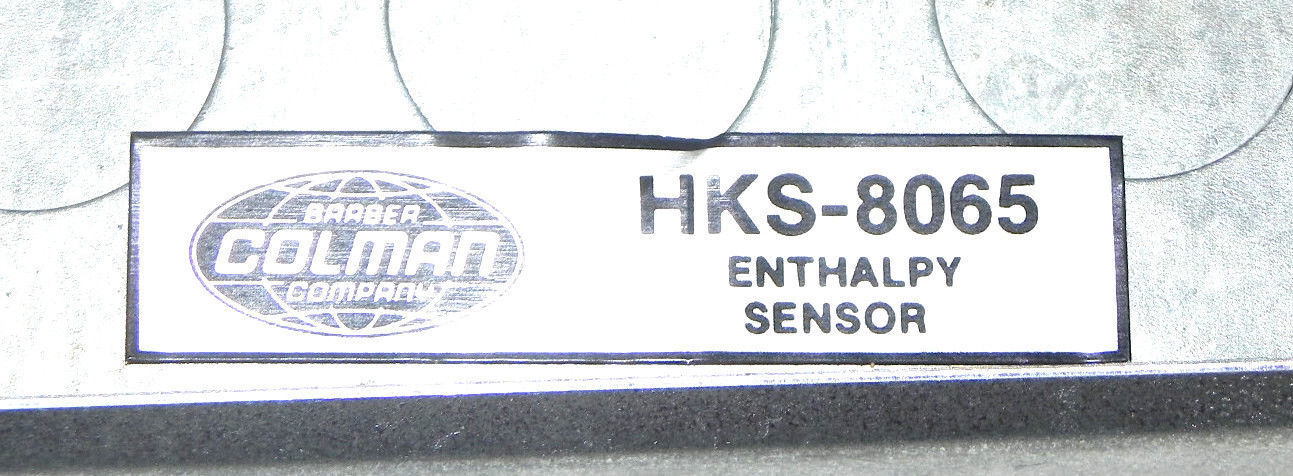 BARBER
COLMAN
COMPANY
HKS-8065
ENTHALPY
SENSOR